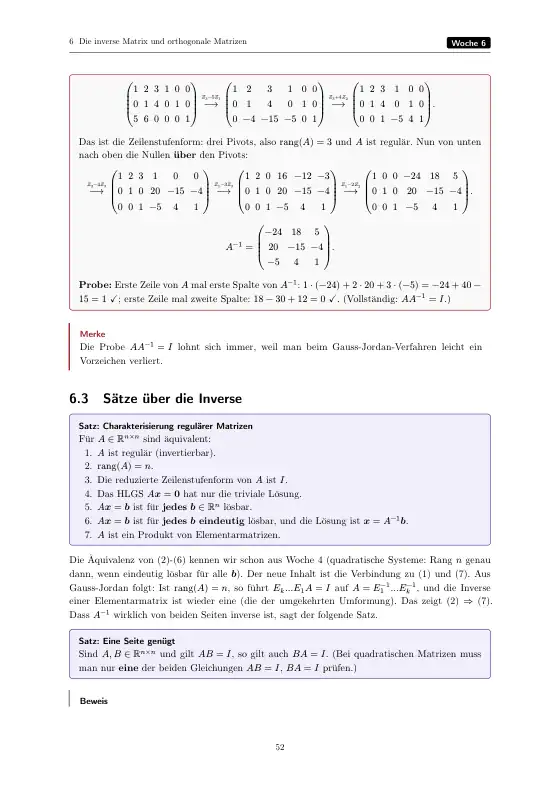 6 Die inverse Matrix und orthogonale Matrizen Woche 6
(1 2 3 1 0 0; 0 1 4 0 1 0; 5 6 0 0 0 1) Z₃−5Z₁ ⟶ (1 2 3 1 0 0; 0 1 4 0 1 0; 0 −4 −15 −5 0 1) Z₃+4Z₂ ⟶ (1 2 3 1 0 0; 0 1 4 0 1 0; 0 0 1 −5 4 1).
Das ist die Zeilenstufenform: drei Pivots, also rang(A) = 3 und A ist regulär. Nun von unten
nach oben die Nullen über den Pivots:
Z₂−4Z₃ ⟶ (1 2 3 1 0 0; 0 1 0 20 −15 −4; 0 0 1 −5 4 1) Z₁−3Z₃ ⟶ (1 2 0 16 −12 −3; 0 1 0 20 −15 −4; 0 0 1 −5 4 1) Z₁−2Z₂ ⟶ (1 0 0 −24 18 5; 0 1 0 20 −15 −4; 0 0 1 −5 4 1).
A⁻¹ = (−24 18 5; 20 −15 −4; −5 4 1).
Probe: Erste Zeile von A mal erste Spalte von A⁻¹: 1 · (−24) + 2 · 20 + 3 · (−5) = −24 + 40 −
15 = 1 ✓; erste Zeile mal zweite Spalte: 18 − 30 + 12 = 0 ✓. (Vollständig: AA⁻¹ = I.)
Merke
Die Probe AA⁻¹ = I lohnt sich immer, weil man beim Gauss-Jordan-Verfahren leicht ein
Vorzeichen verliert.
6.3 Sätze über die Inverse
Satz: Charakterisierung regulärer Matrizen
Für A ∈ ℝⁿˣⁿ sind äquivalent:
1. A ist regulär (invertierbar).
2. rang(A) = n.
3. Die reduzierte Zeilenstufenform von A ist I.
4. Das HLGS Ax = 0 hat nur die triviale Lösung.
5. Ax = b ist für jedes b ∈ ℝⁿ lösbar.
6. Ax = b ist für jedes b eindeutig lösbar, und die Lösung ist x = A⁻¹b.
7. A ist ein Produkt von Elementarmatrizen.
Die Äquivalenz von (2)-(6) kennen wir schon aus Woche 4 (quadratische Systeme: Rang n genau
dann, wenn eindeutig lösbar für alle b). Der neue Inhalt ist die Verbindung zu (1) und (7). Aus
Gauss-Jordan folgt: Ist rang(A) = n, so führt Eₖ...E₁A = I auf A = E₁⁻¹...Eₖ⁻¹, und die Inverse
einer Elementarmatrix ist wieder eine (die der umgekehrten Umformung). Das zeigt (2) ⇒ (7).
Dass A⁻¹ wirklich von beiden Seiten inverse ist, sagt der folgende Satz.
Satz: Eine Seite genügt
Sind A, B ∈ ℝⁿˣⁿ und gilt AB = I, so gilt auch BA = I. (Bei quadratischen Matrizen muss
man nur eine der beiden Gleichungen AB = I, BA = I prüfen.)
Beweis
52